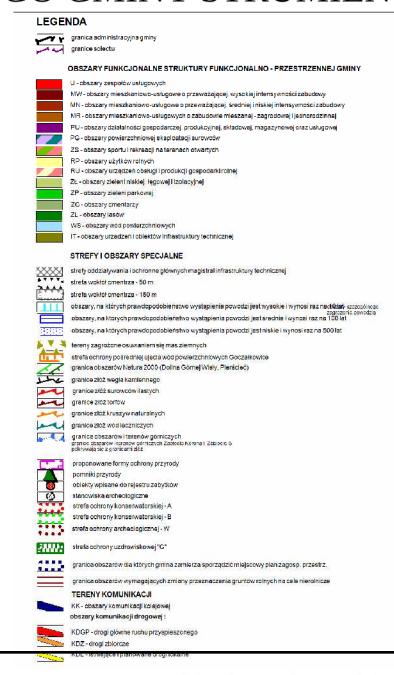 GO GMINY STRUMIEŃ
LEGENDA
granica administracyjna gminy
granice sołectw
OBSZARY FUNKCJONALNE STRUKTURY FUNKCJONALNO - PRZESTRZENNEJ GMINY
U - obszary zespołów usługowych
MW - obszary mieszkaniowo-usługowe o przeważającej, wysokiej intensywności zabudowy
MN - obszary mieszkaniowo-usługowe o przeważającej, średniej i niskiej intensywności zabudowy
MR - obszary mieszkaniowo-usługowych o zabudowie mieszanej - zagrodowej i jednorodzinnej
PU - obszary działalności gospodarczej, produkcyjnej, składowej, magazynowej oraz usługowej
PG - obszary powierzchniowej eksploatacji surowców
ZS - obszary sportu i rekreacji na terenach otwartych
RP - obszary użytków rolnych
RU - obszary urządzeń obsługi i produkcji gospodarki rolnej
ZŁ - obszary zieleni niskiej, łęgowej i izolacyjnej
ZP - obszary zieleni parkowej
ZC - obszary cmentarzy
ZL - obszary lasów
WS - obszary wód powierzchniowych
IT - obszary urządzeń i obiektów infrastruktury technicznej
STREFY I OBSZARY SPECJALNE
strefy oddziaływania i ochronne głównych magistrali infrastruktury technicznej
strefa wokół cmentarza - 50 m
strefa wokół cmentarza - 150 m
obszary, na których prawdopodobieństwo wystąpienia powodzi jest wysokie i wynosi raz na 10 lat
zagrożenia powodzią
obszary, na których prawdopodobieństwo wystąpienia powodzi jest średnie i wynosi raz na 100 lat
obszary, na których prawdopodobieństwo wystąpienia powodzi jest niskie i wynosi raz na 500 lat
tereny zagrożone osuwaniem się mas ziemnych
strefa ochrony pośredniej ujęcia wód powierzchniowych Goczałkowice
granica obszarów Natura 2000 (Dolina Górnej Wisły, Pierściec)
granice złóż węgla kamiennego
granice złóż surowców ilastych
granice złóż torfów
granice złóż kruszyw naturalnych
granice złóż wód leczniczych
granice obszarów i terenów górniczych
pokrywają się z granicami złóż
proponowane formy ochrony przyrody
pomniki przyrody
obiekty wpisane do rejestru zabytków
stanowiska archeologiczne
strefa ochrony konserwatorskiej - A
strefa ochrony konserwatorskiej - B
strefa ochrony archeologicznej - W
strefa ochrony uzdrowiskowej "C"
granica obszarów dla których gmina zamierza sporządzić miejscowy plan zagosp. przestrz.
granica obszarów wymagających zmiany przeznaczenia gruntów rolnych na cele nierolnicze
TERENY KOMUNIKACJI
KK - obszary komunikacji kolejowej
obszary komunikacji drogowej :
KDGP - drogi główne ruchu przyspieszonego
KDZ - drogi zbiorcze